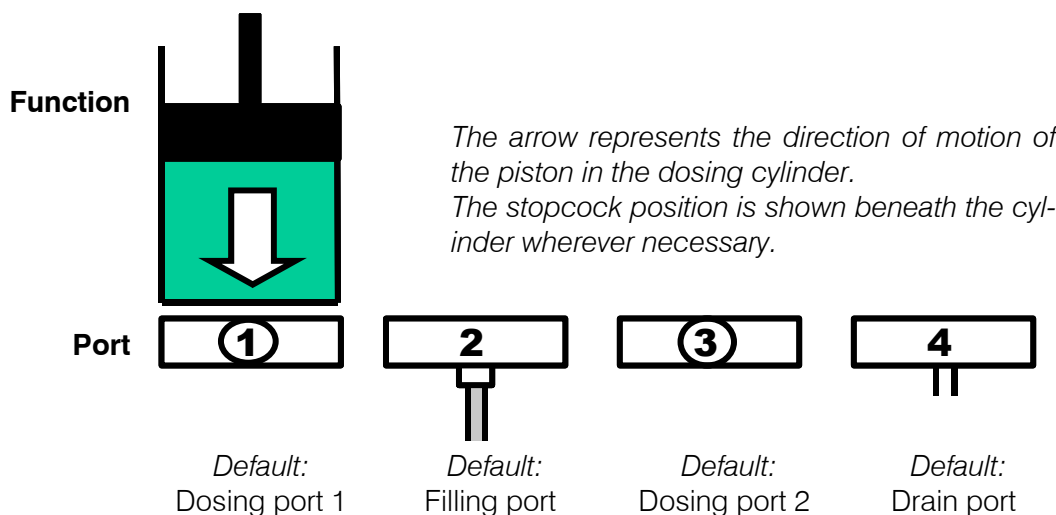 Function
The arrow represents the direction of motion of
the piston in the dosing cylinder.
The stopcock position is shown beneath the cyl-
inder wherever necessary.
Port 1 2 3 4
Default: Default: Default: Default:
Dosing port 1 Filling port Dosing port 2 Drain port